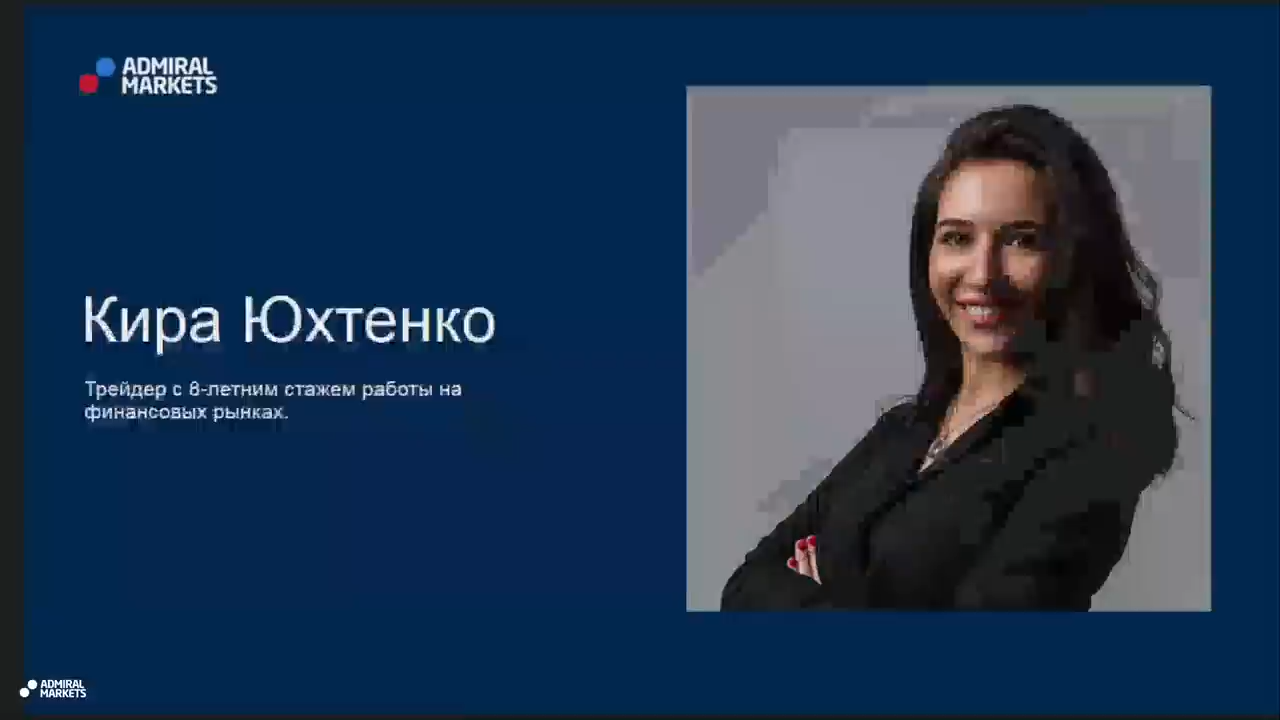 ADMIRAL
MARKETS
Кира Юхтенко
Трейдер с 8-летним стажем работы на
финансовых рынках.
ADMIRAL
MARKETS